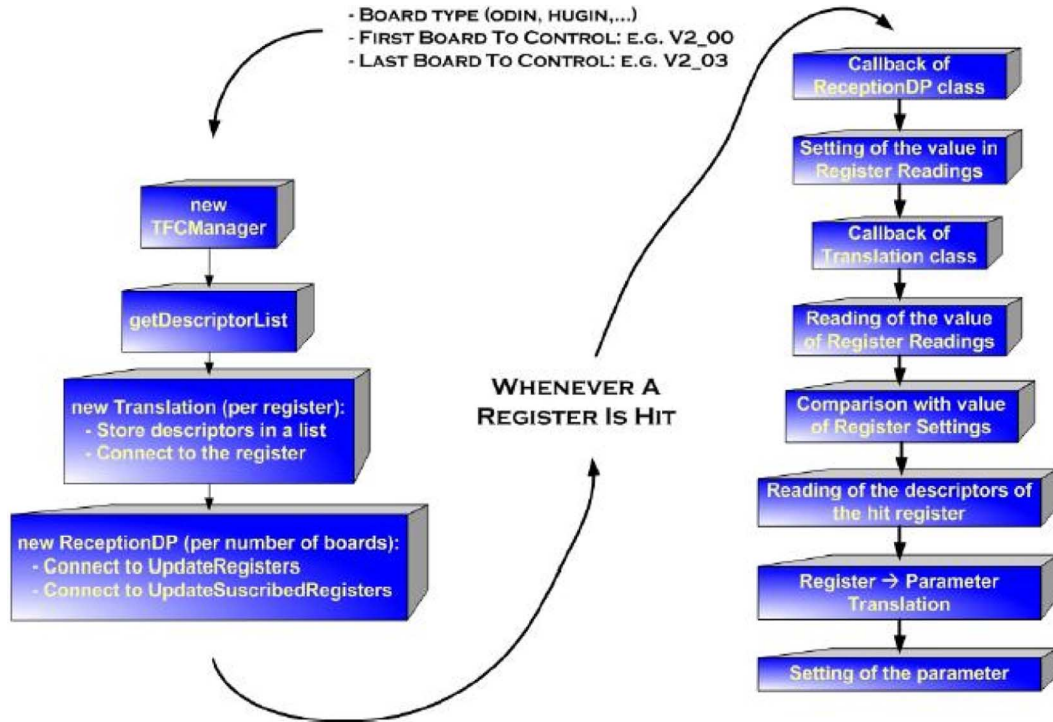 - BOARD TYPE (ODIN, HUGIN,...)
- FIRST BOARD TO CONTROL: E.G. V2_00
- LAST BOARD TO CONTROL: E.G. V2_03
new
TFCManager
getDescriptorList
new Translation (per register):
- Store descriptors in a list
- Connect to the register
new ReceptionDP (per number of boards):
- Connect to UpdateRegisters
- Connect to UpdateSuscribedRegisters
WHENEVER A
REGISTER IS HIT
Callback of
ReceptionDP class
Setting of the value in
Register Readings
Callback of
Translation class
Reading of the value
of Register Readings
Comparison with value
of Register Settings
Reading of the descriptors of
the hit register
Register → Parameter
Translation
Setting of the parameter